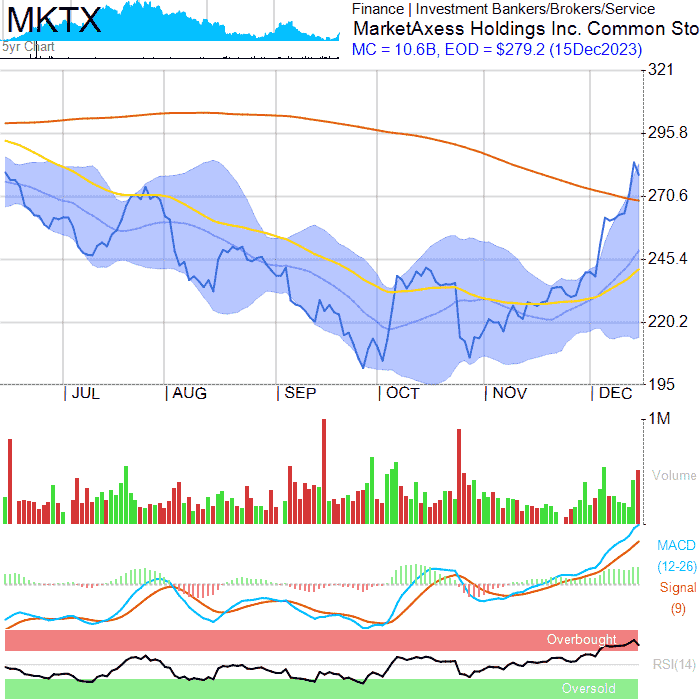 MKTX
5yr Chart
Finance | Investment Bankers/Brokers/Service
MarketAxess Holdings Inc. Common Sto
MC = 10.6B, EOD = $279.2 (15Dec2023)
321
295.8
270.6
245.4
220.2
195
JUL AUG SEP OCT NOV DEC
1M
Volume
MACD
(12-26)
Signal
(9)
Overbought
RSI(14)
Oversold